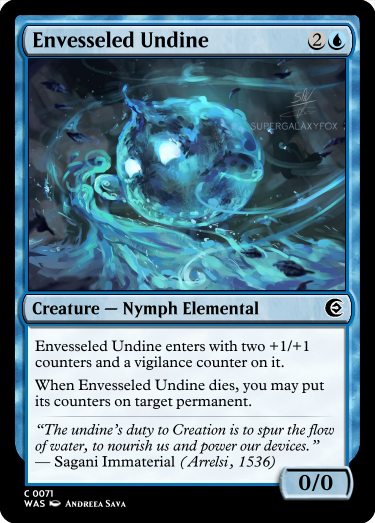 Envesseled Undine 2
SUPERGALAXYFOX
Creature — Nymph Elemental
Envesseled Undine enters with two +1/+1
counters and a vigilance counter on it.
When Envesseled Undine dies, you may put
its counters on target permanent.
“The undine’s duty to Creation is to spur the flow
of water, to nourish us and power our devices.”
— Sagani Immaterial (Arrelsi, 1536)
0/0
C 0071
WAS Andreea Sava